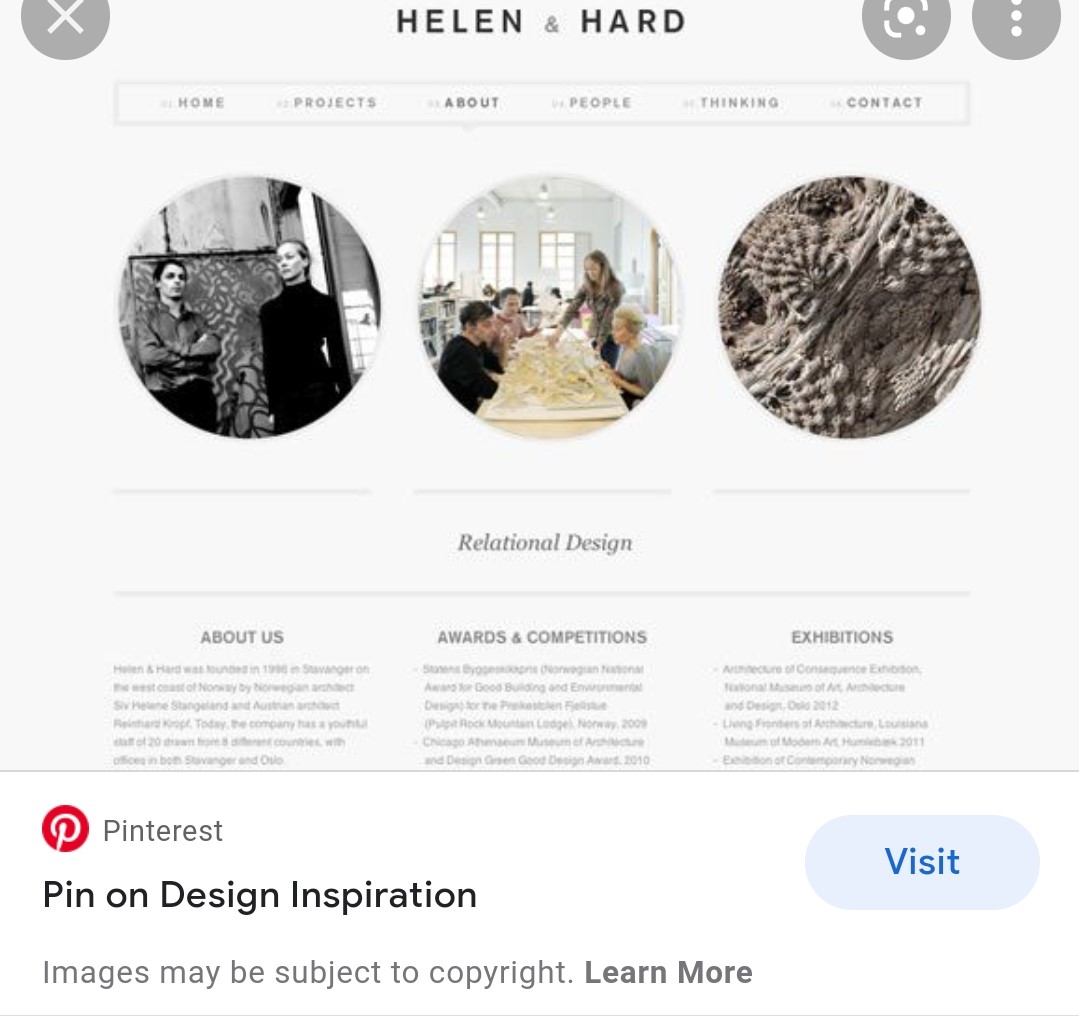 HELEN & HARD
01. HOME 02. PROJECTS 03. ABOUT 04. PEOPLE 05. THINKING 06. CONTACT
Relational Design
ABOUT US
Helen & Hard was founded in 1996 in Stavanger on
the west coast of Norway by Norwegian architect
Siv Helene Stangeland and Austrian architect
Reinhard Kropf. Today, the company has a youthful
staff of 20 drawn from 8 different countries, with
offices in both Stavanger and Oslo.
AWARDS & COMPETITIONS
- Statens Byggeskikkpris (Norwegian National
Award for Good Building and Environmental
Design) for the Preikestolen Fjellstue
(Pulpit Rock Mountain Lodge), Norway, 2009
- Chicago Athenaeum Museum of Architecture
and Design Green Good Design Award, 2010
EXHIBITIONS
- Architecture of Consequence Exhibition,
National Museum of Art, Architecture
and Design, Oslo 2012
- Living Frontiers of Architecture, Louisiana
Museum of Modern Art, Humlebæk 2011
- Exhibition of Contemporary Norwegian
Pinterest
Visit
Pin on Design Inspiration
Images may be subject to copyright. Learn More